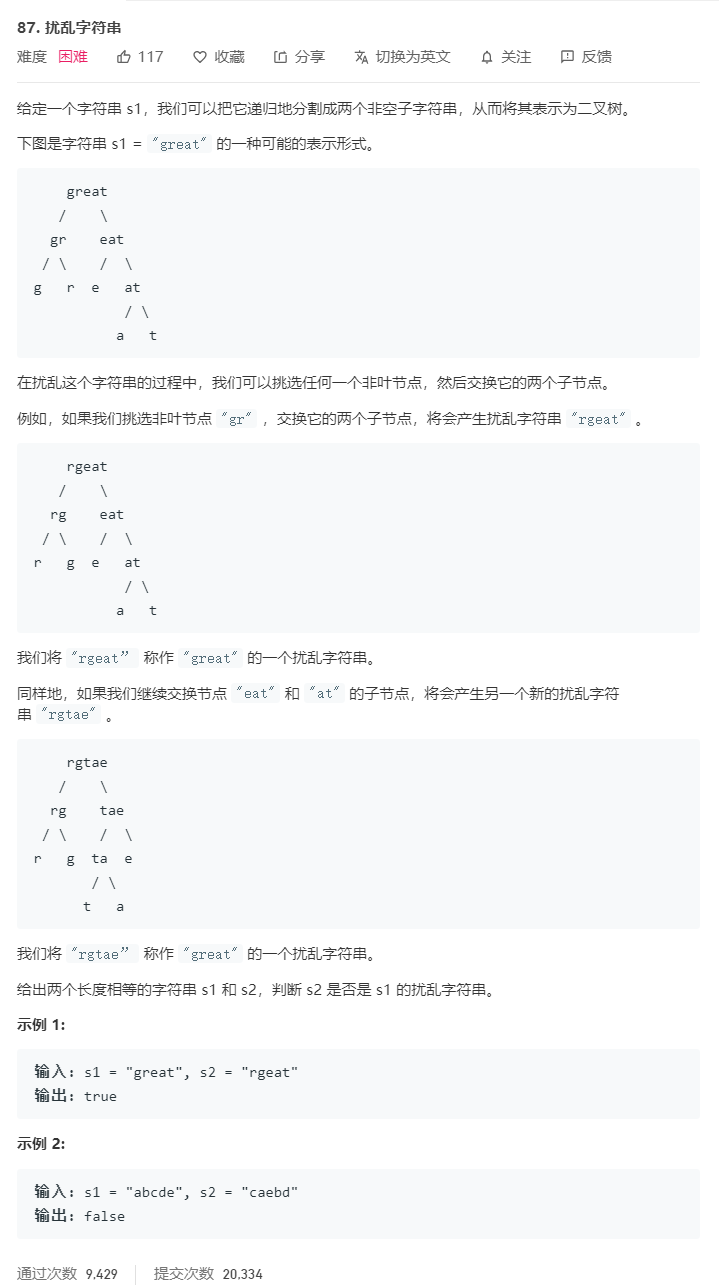 87. 扰乱字符串
难度 困难 117 收藏 分享 切换为英文 关注 反馈
给定一个字符串 s1，我们可以把它递归地分割成两个非空子字符串，从而将其表示为二叉树。
下图是字符串 s1 = "great" 的一种可能的表示形式。
    great
   /    \
  gr    eat
 / \    /  \
g   r  e   at
           / \
          a   t
在扰乱这个字符串的过程中，我们可以挑选任何一个非叶节点，然后交换它的两个子节点。
例如，如果我们挑选非叶节点 "gr" ，交换它的两个子节点，将会产生扰乱字符串 "rgeat" 。
    rgeat
   /    \
  rg    eat
 / \    /  \
r   g  e   at
           / \
          a   t
我们将 "rgeat” 称作 "great" 的一个扰乱字符串。
同样地，如果我们继续交换节点 "eat" 和 "at" 的子节点，将会产生另一个新的扰乱字符
串 "rgtae" 。
    rgtae
   /    \
  rg    tae
 / \    /  \
r   g  ta  e
       / \
      t   a
我们将 "rgtae” 称作 "great" 的一个扰乱字符串。
给出两个长度相等的字符串 s1 和 s2，判断 s2 是否是 s1 的扰乱字符串。
示例 1:
输入: s1 = "great", s2 = "rgeat"
输出: true
示例 2:
输入: s1 = "abcde", s2 = "caebd"
输出: false
通过次数 9,429 提交次数 20,334